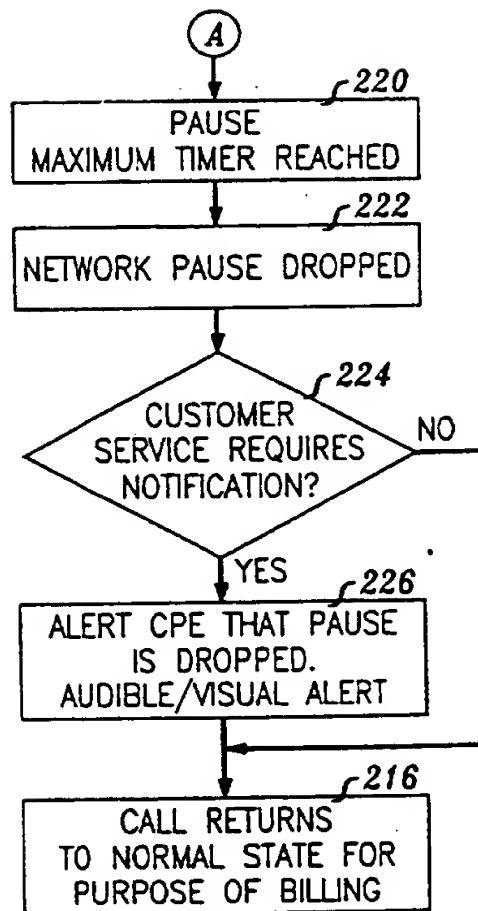 A
220
PAUSE
MAXIMUM TIMER REACHED
222
NETWORK PAUSE DROPPED
224
CUSTOMER
SERVICE REQUIRES
NOTIFICATION?
NO
YES
226
ALERT CPE THAT PAUSE
IS DROPPED.
AUDIBLE/VISUAL ALERT
216
CALL RETURNS
TO NORMAL STATE FOR
PURPOSE OF BILLING